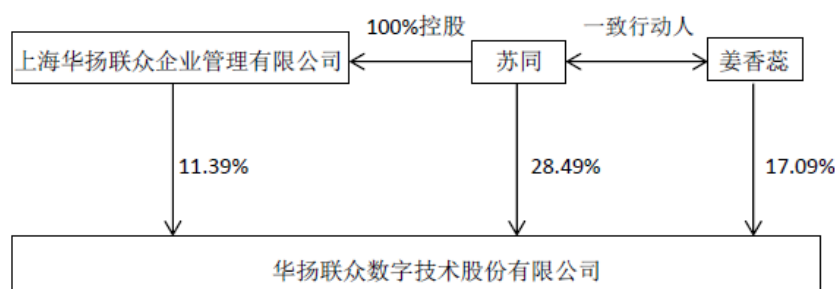 100%控股
一致行动人
上海华扬联众企业管理有限公司
苏同
姜香蕊
11.39%
28.49%
17.09%
华扬联众数字技术股份有限公司